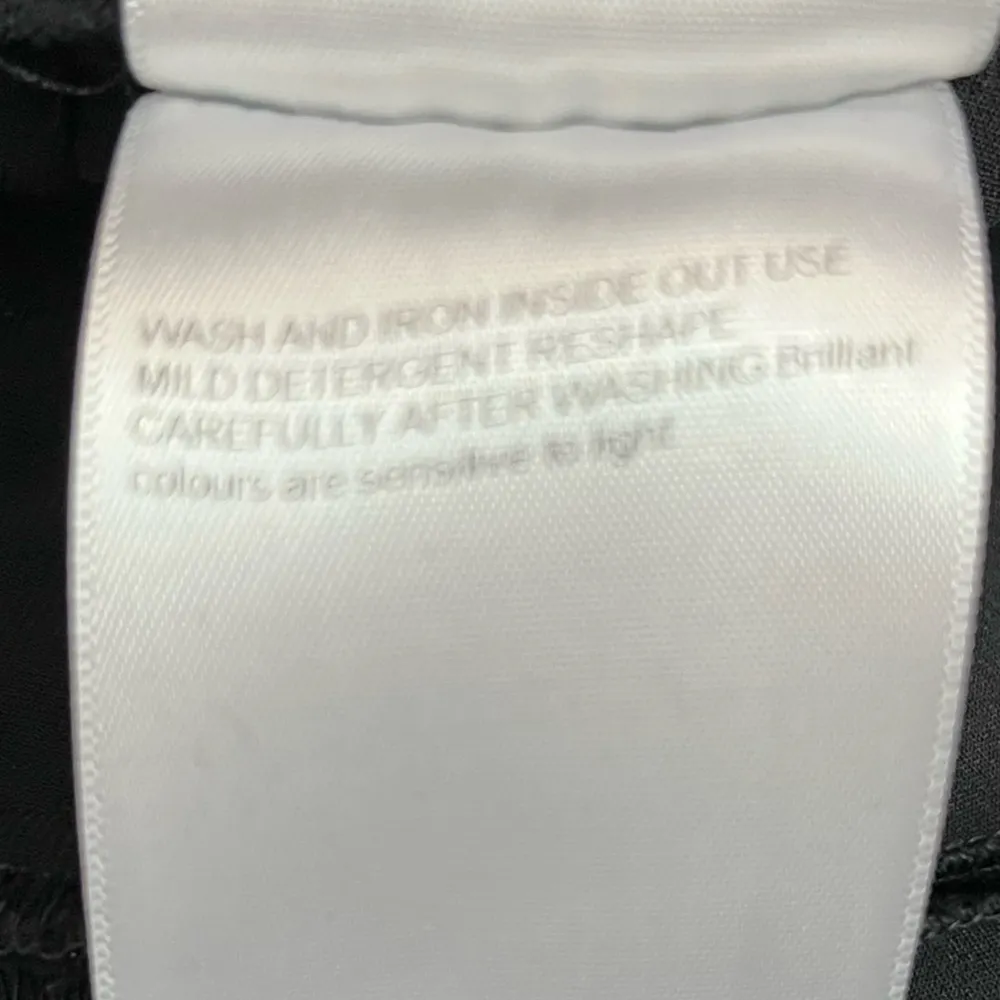 WASH AND IRON INSIDE OUT USE
MILD DETERGENT RESHAPE
CAREFULLY AFTER WASHING Brilliant
colours are sensitive to light